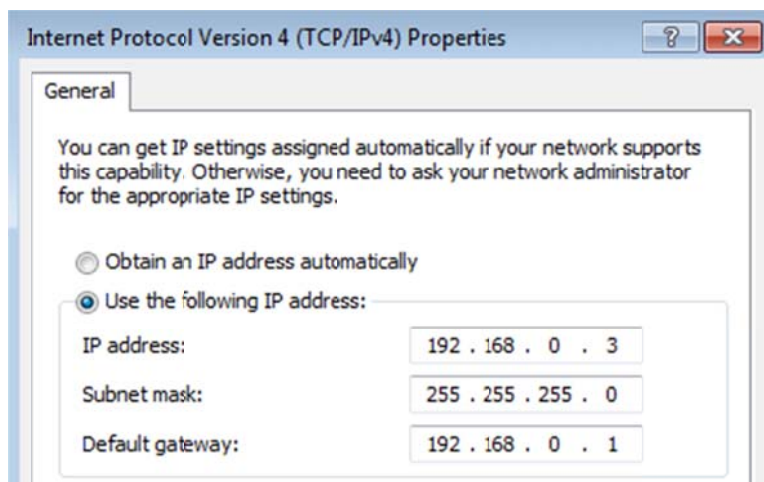 Internet Protocol Version 4 (TCP/IPv4) Properties
General
You can get IP settings assigned automatically if your network supports
this capability. Otherwise, you need to ask your network administrator
for the appropriate IP settings.
Obtain an IP address automatically
Use the following IP address:
IP address: 192 . 168 . 0 . 3
Subnet mask: 255 . 255 . 255 . 0
Default gateway: 192 . 168 . 0 . 1